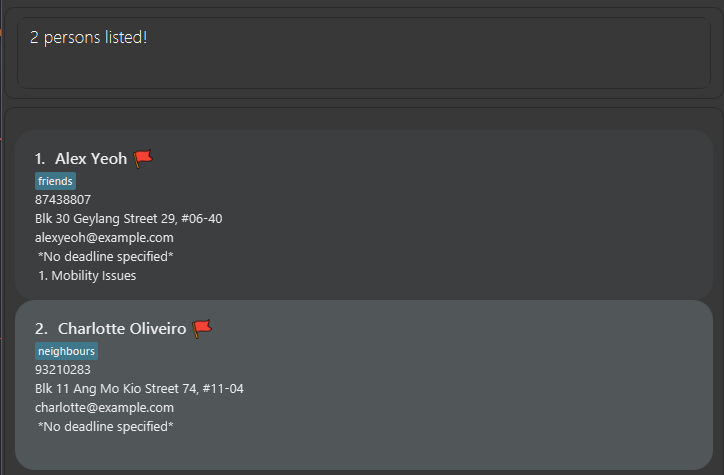 2 persons listed!
1. Alex Yeoh
friends
87438807
Blk 30 Geylang Street 29, #06-40
alexyeoh@example.com
*No deadline specified*
1. Mobility Issues
2. Charlotte Oliveiro
neighbours
93210283
Blk 11 Ang Mo Kio Street 74, #11-04
charlotte@example.com
*No deadline specified*